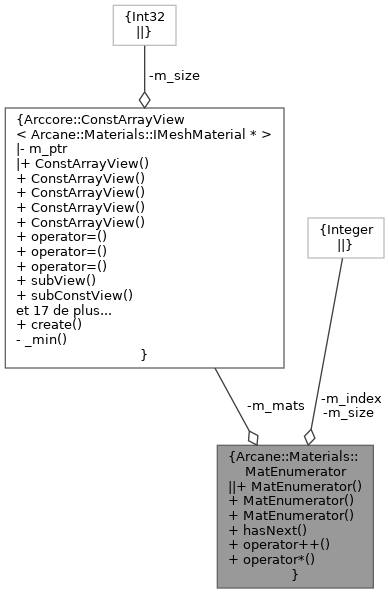 {Int32
||}
-m_size
{Arccore::ConstArrayView
< Arcane::Materials::IMeshMaterial * >
|- m_ptr
|+ ConstArrayView()
+ ConstArrayView()
+ ConstArrayView()
+ ConstArrayView()
+ ConstArrayView()
+ operator=()
+ operator=()
+ operator=()
+ subView()
+ subConstView()
et 17 de plus...
+ create()
- _min()
}
{Integer
||}
-m_mats
-m_index
-m_size
{Arcane::Materials::
MatEnumerator
||+ MatEnumerator()
+ MatEnumerator()
+ MatEnumerator()
+ hasNext()
+ operator++()
+ operator*()
}